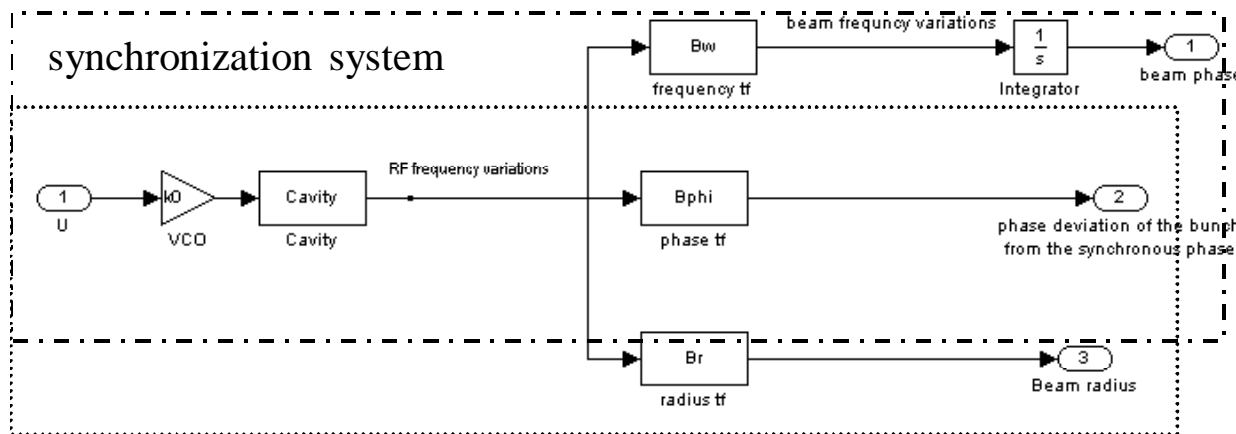 synchronization system
beam frequncy variations
Bw
frequency tf
1
s
Integrator
1
beam phase
RF frequency variations
1
U
k0
VCO
Cavity
Cavity
Bphi
phase tf
2
phase deviation of the bunch
from the synchronous phase
Br
radius tf
3
Beam radius